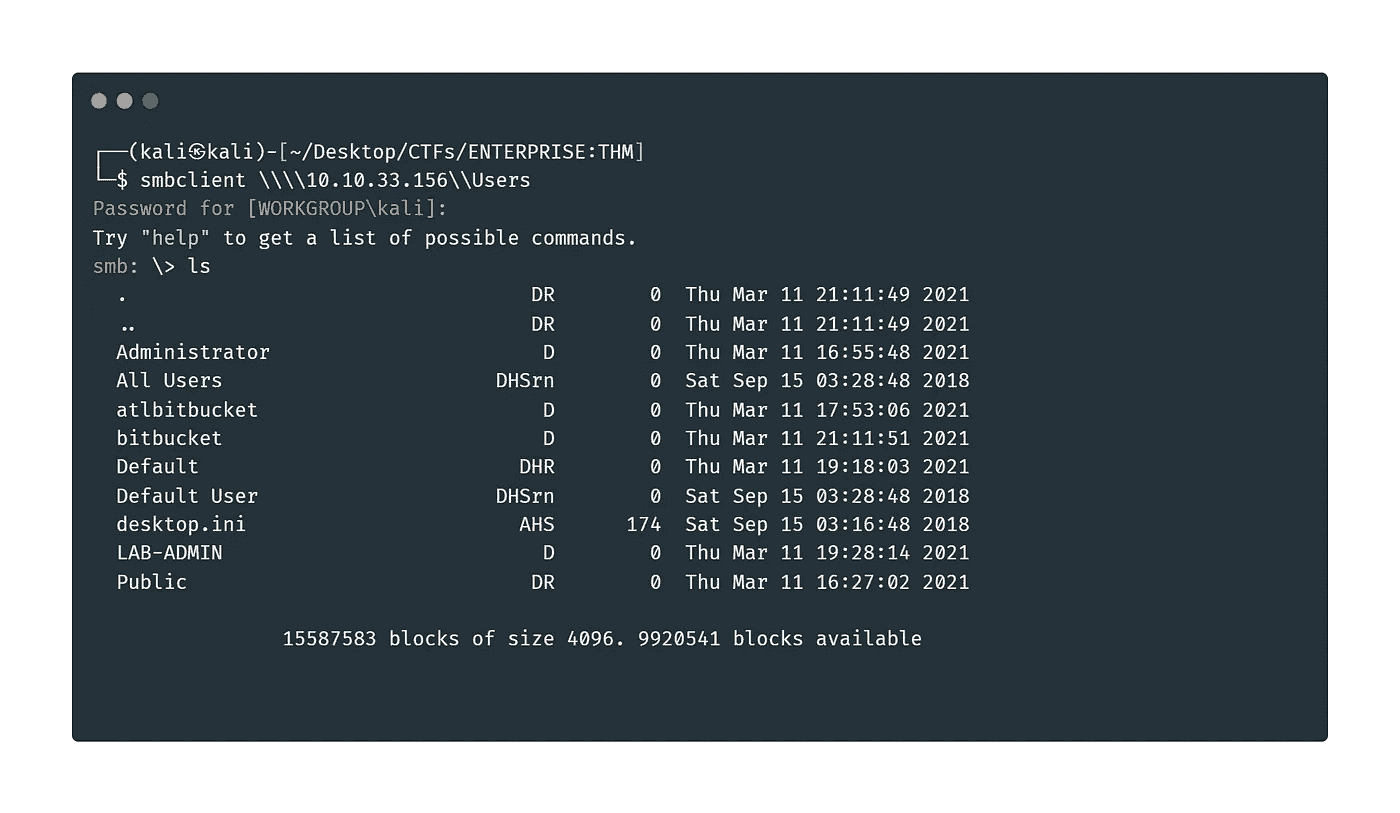 ┌──(kali㉿kali)-[~/Desktop/CTFs/ENTERPRISE:THM]
└─$ smbclient \\\\10.10.33.156\\Users
Password for [WORKGROUP\kali]:
Try "help" to get a list of possible commands.
smb: \> ls
  .                                   DR        0  Thu Mar 11 21:11:49 2021
  ..                                  DR        0  Thu Mar 11 21:11:49 2021
  Administrator                        D        0  Thu Mar 11 16:55:48 2021
  All Users                        DHSrn        0  Sat Sep 15 03:28:48 2018
  atlbitbucket                         D        0  Thu Mar 11 17:53:06 2021
  bitbucket                            D        0  Thu Mar 11 21:11:51 2021
  Default                            DHR        0  Thu Mar 11 19:18:03 2021
  Default User                     DHSrn        0  Sat Sep 15 03:28:48 2018
  desktop.ini                        AHS      174  Sat Sep 15 03:16:48 2018
  LAB-ADMIN                            D        0  Thu Mar 11 19:28:14 2021
  Public                              DR        0  Thu Mar 11 16:27:02 2021
                15587583 blocks of size 4096. 9920541 blocks available